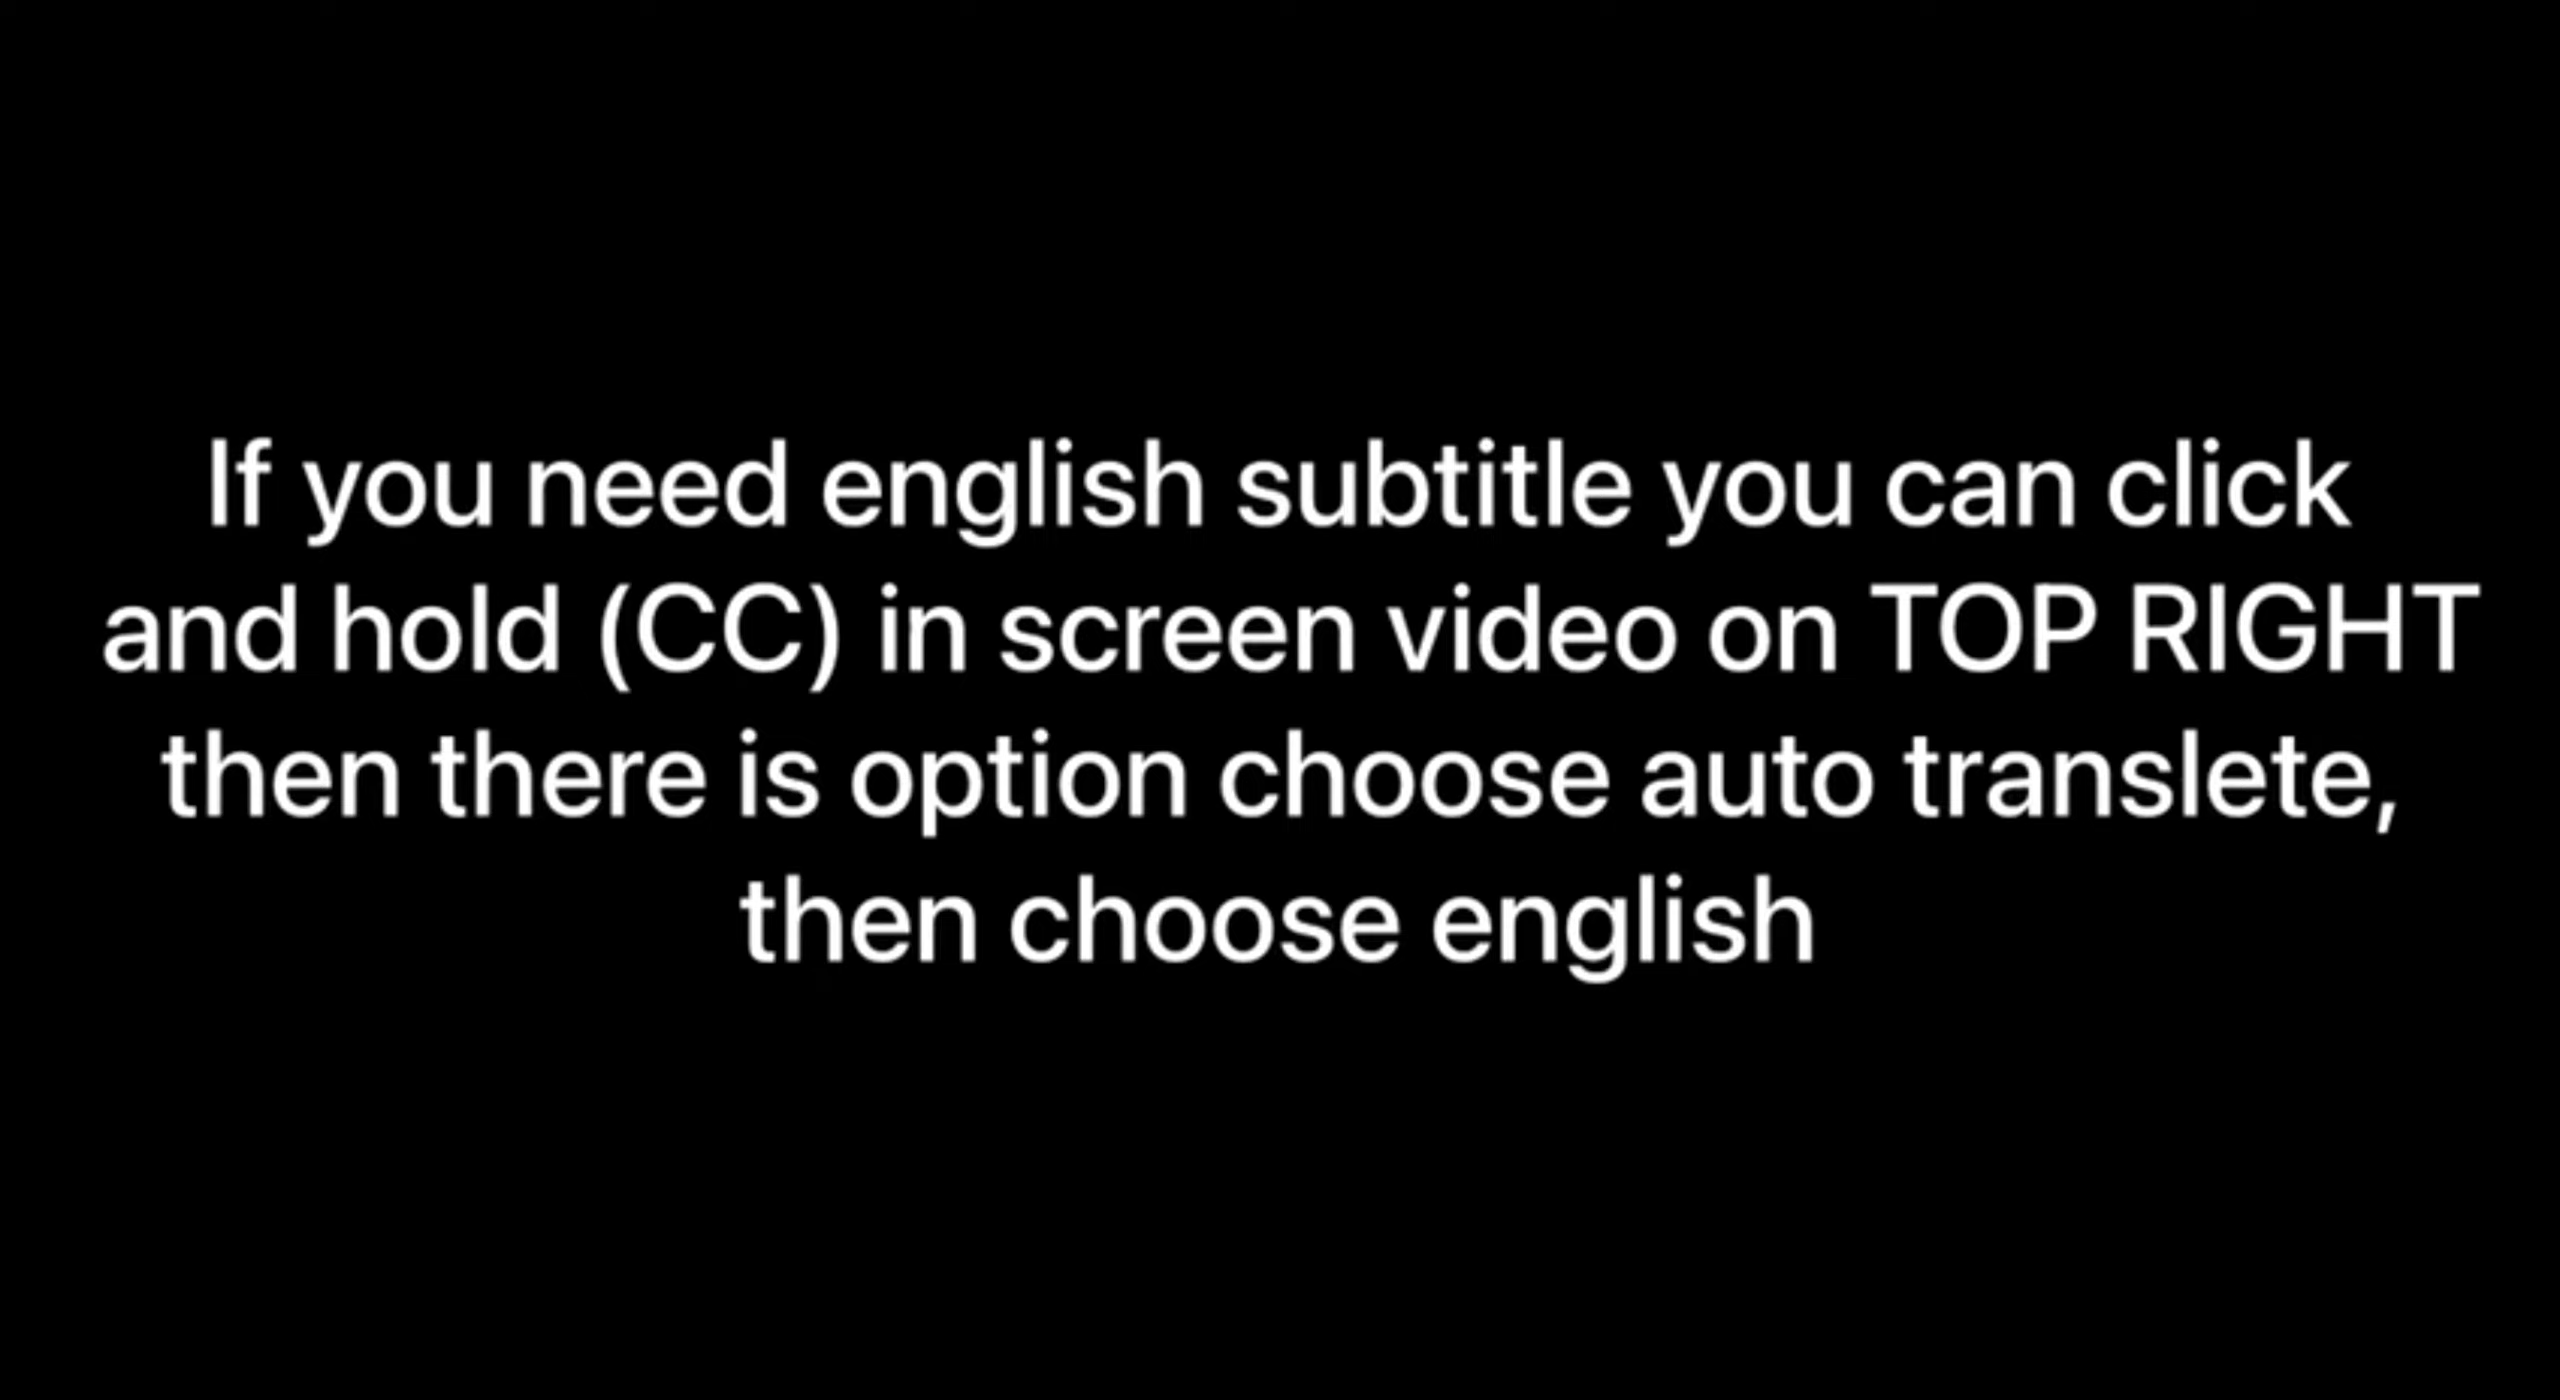 If you need english subtitle you can click
and hold (CC) in screen video on TOP RIGHT
then there is option choose auto translete,
then choose english